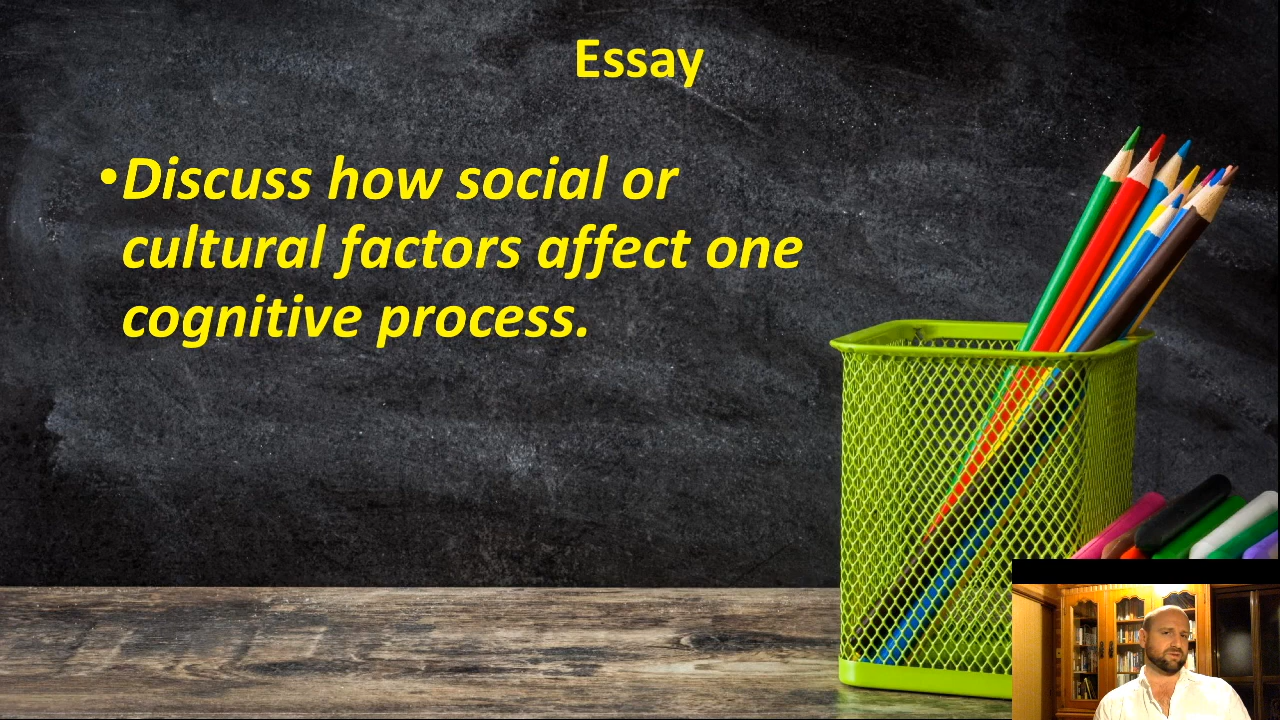 Essay
•Discuss how social or
cultural factors affect one
cognitive process.